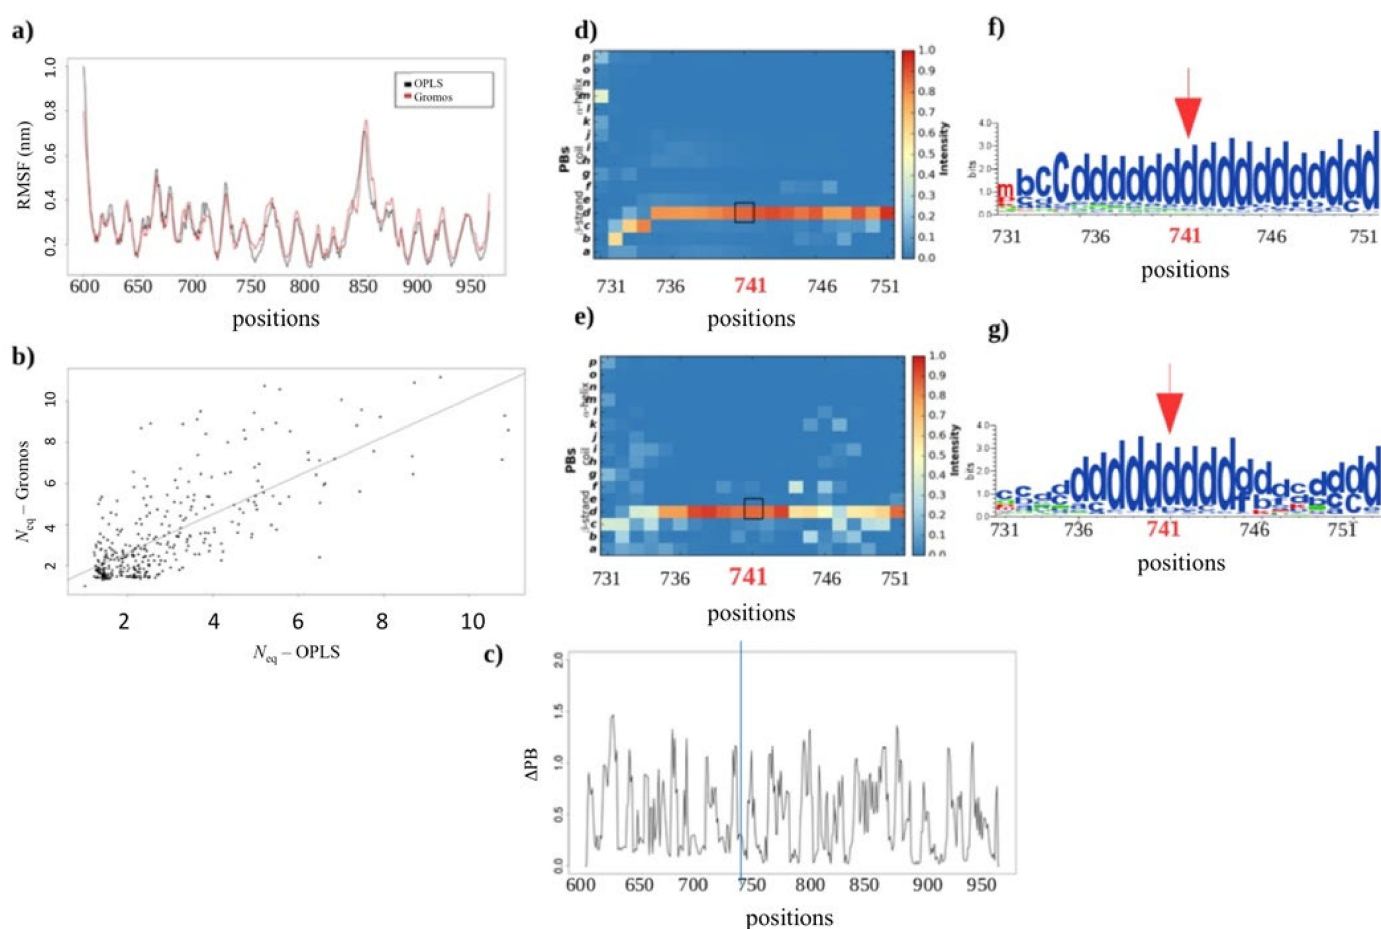 a)
1.0
0.8
0.6
0.4
0.2
RMSF (nm)
OPLS
Gromos
600 650 700 750 800 850 900 950
positions
b)
10
8
6
4
2
Neq – Gromos
2 4 6 8 10
Neq – OPLS
d)
PBs
α-helix
coil
β-strand
p
o
n
m
l
k
j
i
h
g
f
e
d
c
b
a
1.0
0.9
0.8
0.7
0.6
0.5
0.4
0.3
0.2
0.1
0.0
Intensity
731 736 741 746 751
positions
e)
PBs
α-helix
coil
β-strand
p
o
n
m
l
k
j
i
h
g
f
e
d
c
b
a
1.0
0.9
0.8
0.7
0.6
0.5
0.4
0.3
0.2
0.1
0.0
Intensity
731 736 741 746 751
positions
c)
2.0
1.5
1.0
0.5
0.0
ΔPB
600 650 700 750 800 850 900 950
positions
f)
4.0
3.0
2.0
1.0
0.0
bits
mbCCddddddddddddddddd
731 736 741 746 751
positions
g)
4.0
3.0
2.0
1.0
0.0
bits
731 736 741 746 751
positions